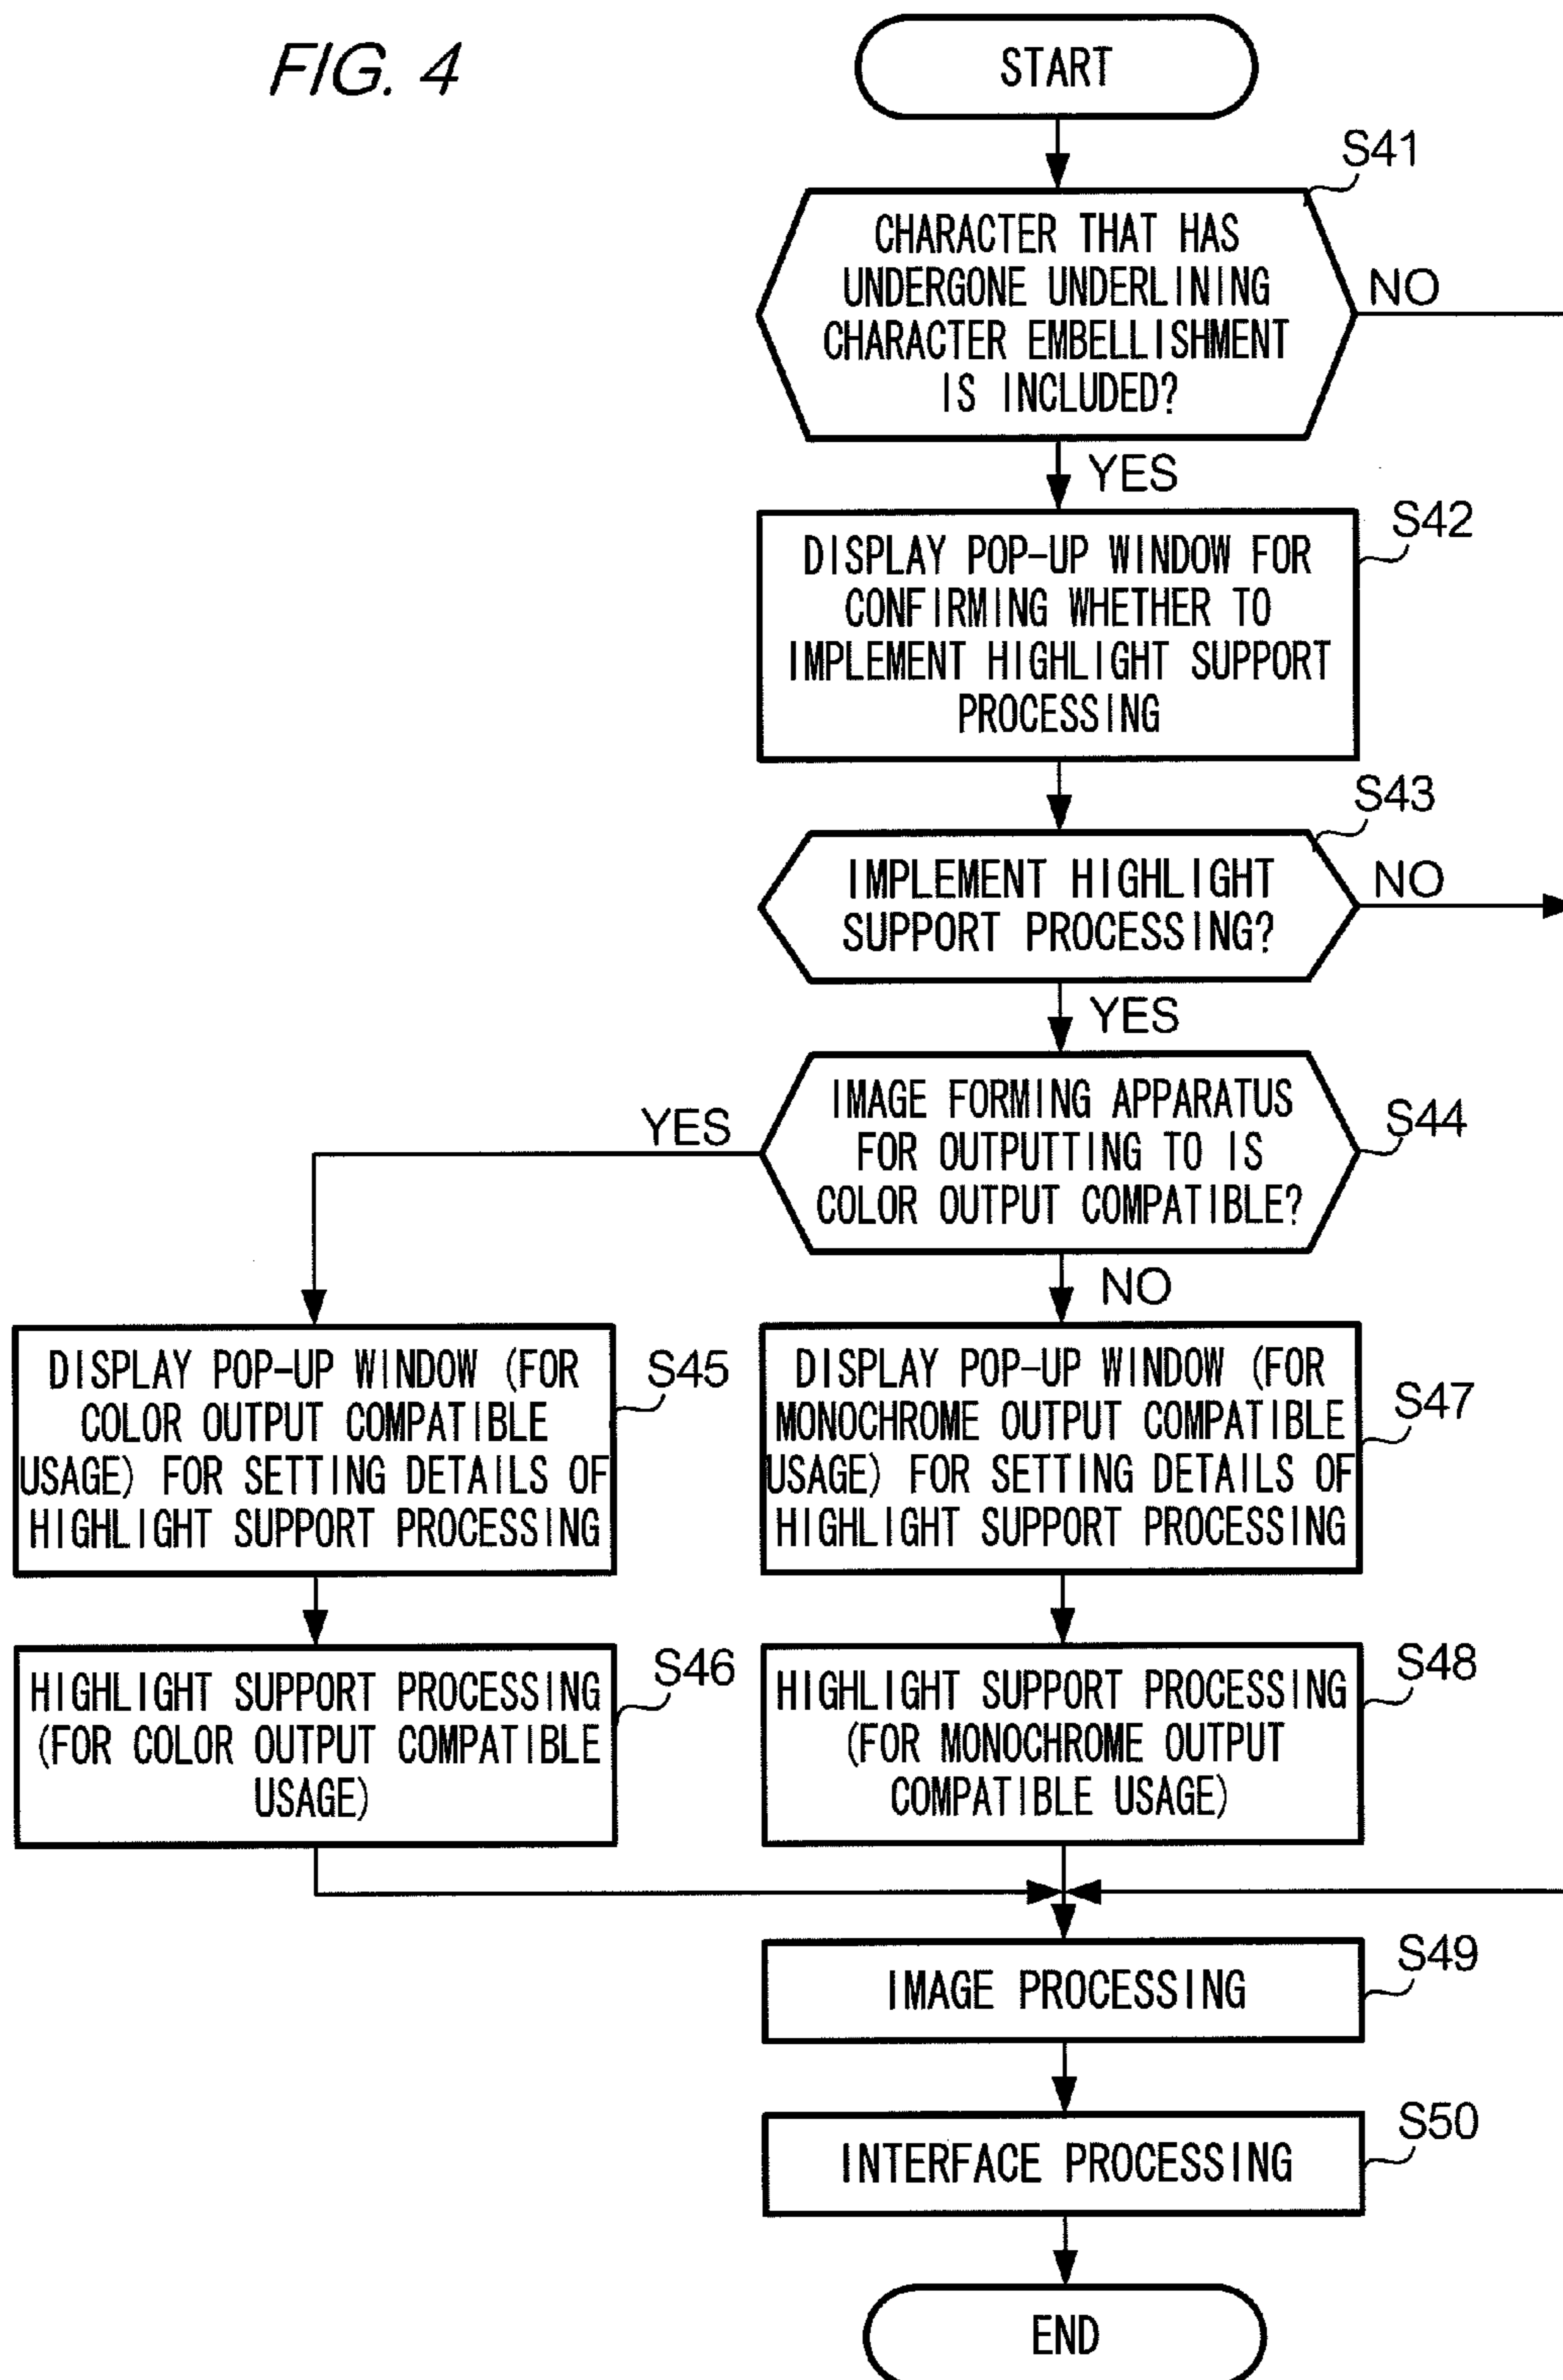 FIG. 4
START
S41
CHARACTER THAT HAS
UNDERGONE UNDERLINING
CHARACTER EMBELLISHMENT
IS INCLUDED?
NO
YES
S42
DISPLAY POP-UP WINDOW FOR
CONFIRMING WHETHER TO
IMPLEMENT HIGHLIGHT SUPPORT
PROCESSING
S43
IMPLEMENT HIGHLIGHT
SUPPORT PROCESSING?
NO
YES
S44
IMAGE FORMING APPARATUS
FOR OUTPUTTING TO IS
COLOR OUTPUT COMPATIBLE?
YES
NO
DISPLAY POP-UP WINDOW (FOR
COLOR OUTPUT COMPATIBLE
USAGE) FOR SETTING DETAILS OF
HIGHLIGHT SUPPORT PROCESSING
S45
DISPLAY POP-UP WINDOW (FOR
MONOCHROME OUTPUT COMPATIBLE
USAGE) FOR SETTING DETAILS OF
HIGHLIGHT SUPPORT PROCESSING
S47
HIGHLIGHT SUPPORT PROCESSING
(FOR COLOR OUTPUT COMPATIBLE
USAGE)
S46
HIGHLIGHT SUPPORT PROCESSING
(FOR MONOCHROME OUTPUT
COMPATIBLE USAGE)
S48
IMAGE PROCESSING
S49
INTERFACE PROCESSING
S50
END